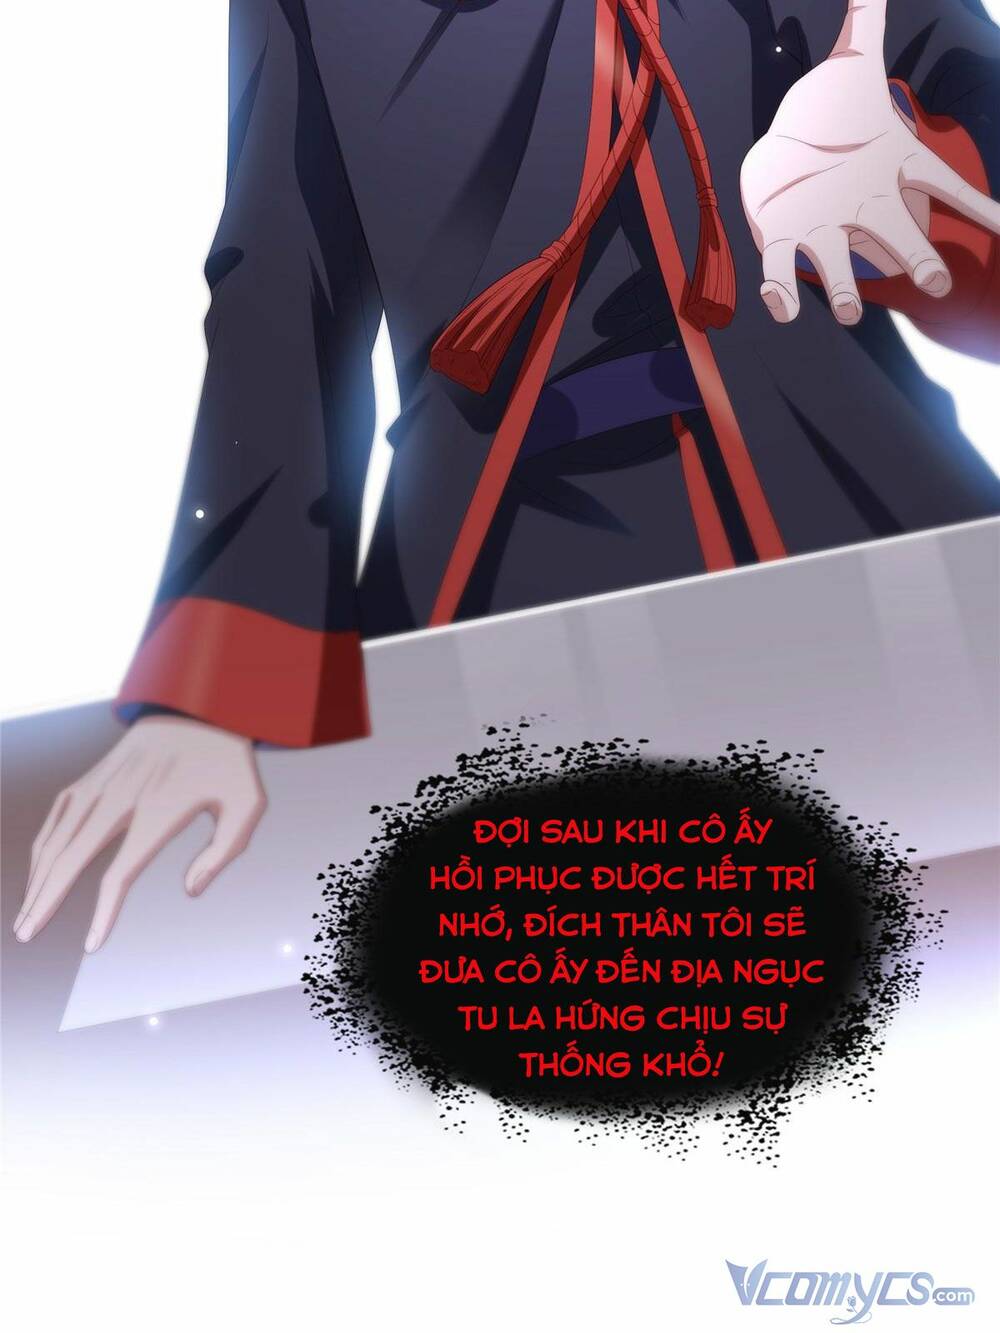 ĐỢI SAU KHI CÔ ẤY
HỒI PHỤC ĐƯỢC HẾT TRÍ
NHỚ, ĐÍCH THÂN TÔI SẼ
ĐƯA CÔ ẤY ĐẾN ĐỊA NGỤC
TU LA HỨNG CHỊU SỰ
THỐNG KHỔ!
VCOMYCS.com